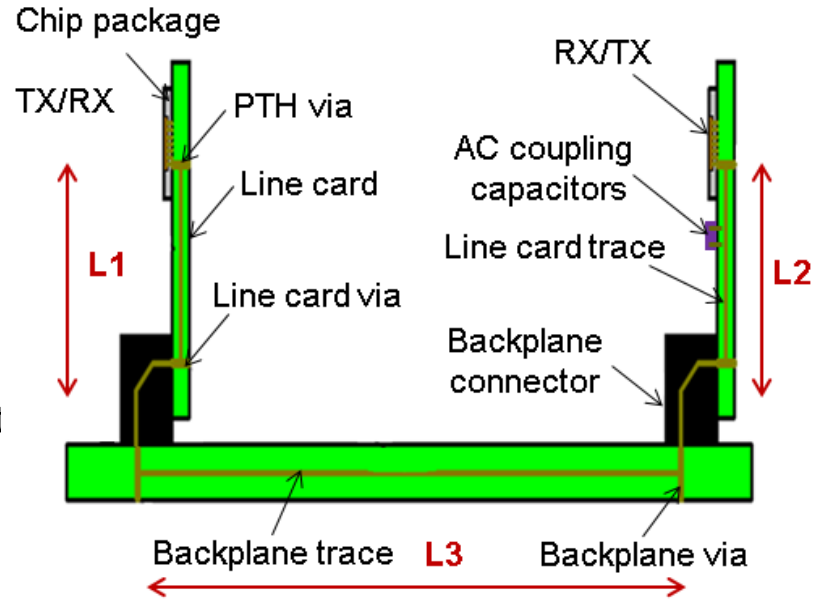 Chip package
TX/RX
PTH via
Line card
L1
Line card via
RX/TX
AC coupling
capacitors
Line card trace
L2
Backplane
connector
Backplane trace
L3
Backplane via